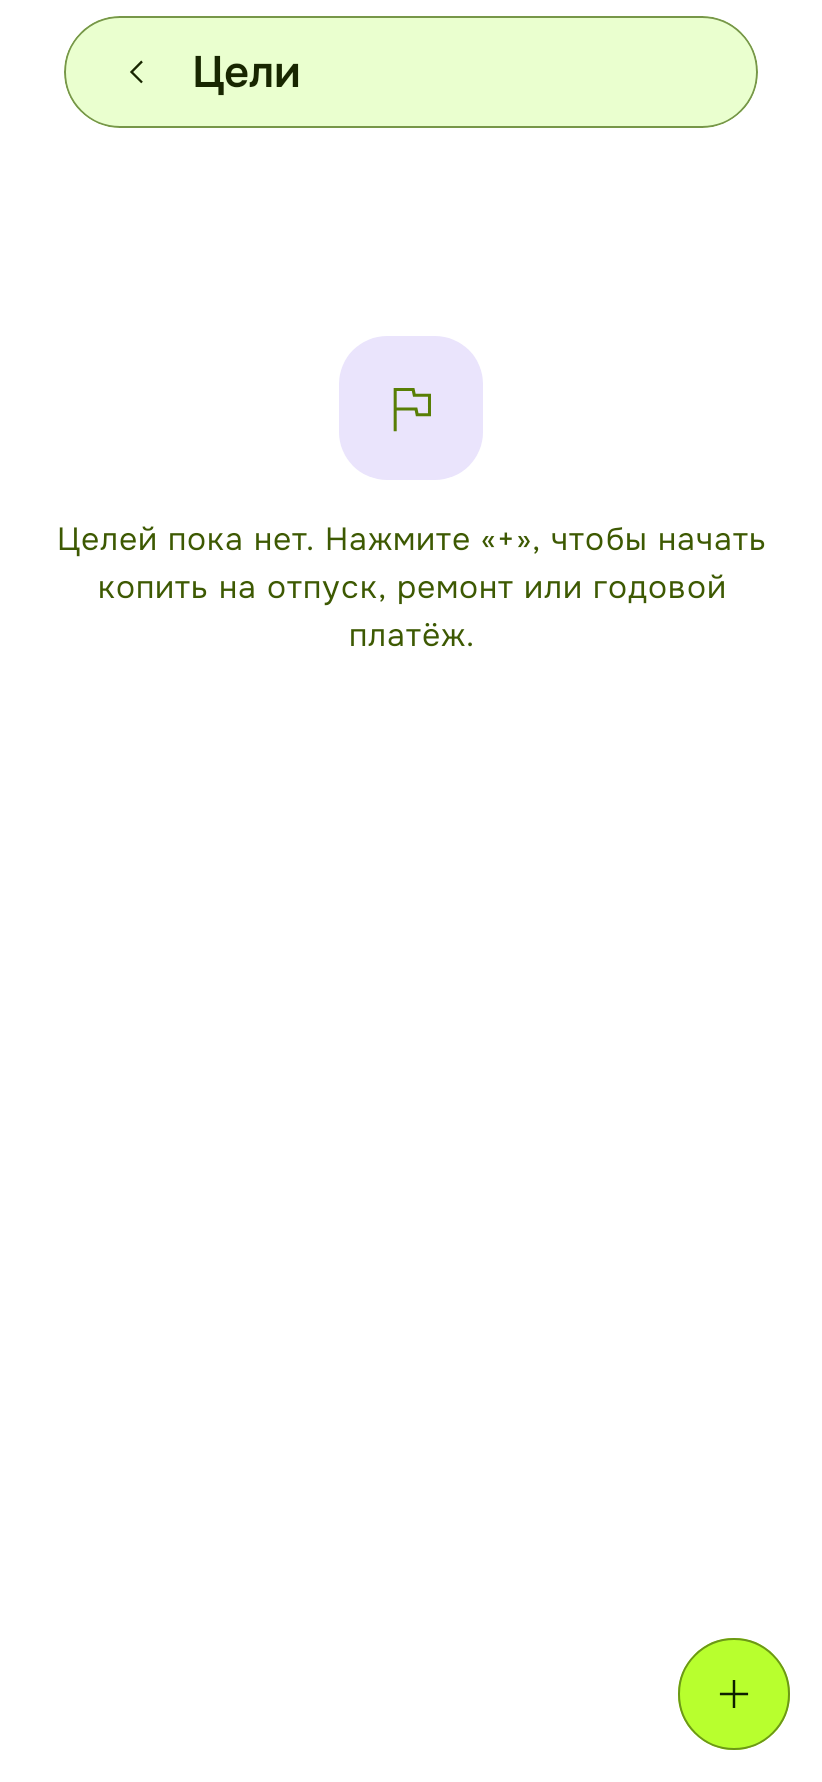 Цели
Целей пока нет. Нажмите «+», чтобы начать
копить на отпуск, ремонт или годовой
платёж.